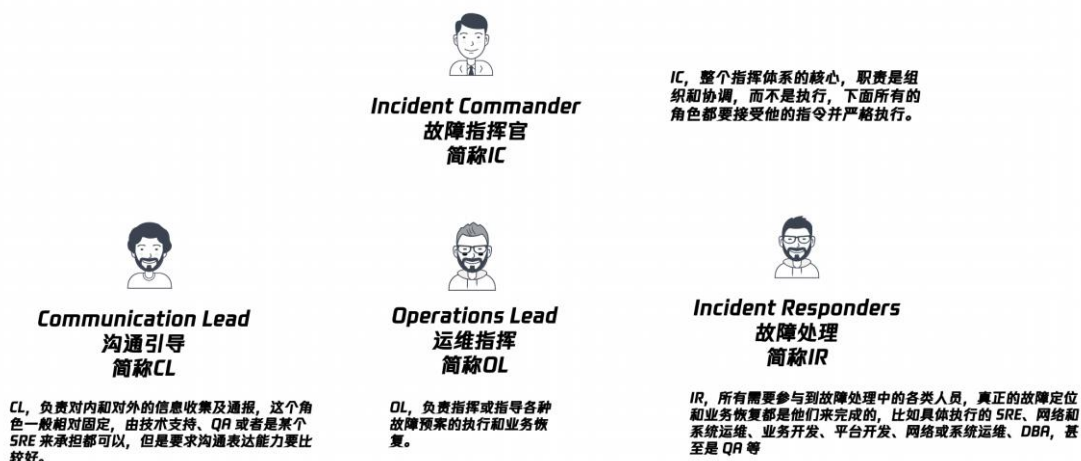 Incident Commander
故障指挥官
简称IC
IC，整个指挥体系的核心，职责是组
织和协调，而不是执行，下面所有的
角色都要接受他的指令并严格执行。
Communication Lead
沟通引导
简称CL
CL，负责对内和对外的信息收集及通报，这个角
色一般相对固定，由技术支持、QA 或者是某个
SRE 来承担都可以，但是要求沟通表达能力要比
较好。
Operations Lead
运维指挥
简称OL
OL，负责指挥或指导各种
故障预案的执行和业务恢
复。
Incident Responders
故障处理
简称IR
IR，所有需要参与到故障处理中的各类人员，真正的故障定位
和业务恢复都是他们来完成的，比如具体执行的 SRE、网络和
系统运维、业务开发、平台开发、网络或系统运维、DBA，甚
至是 QA 等